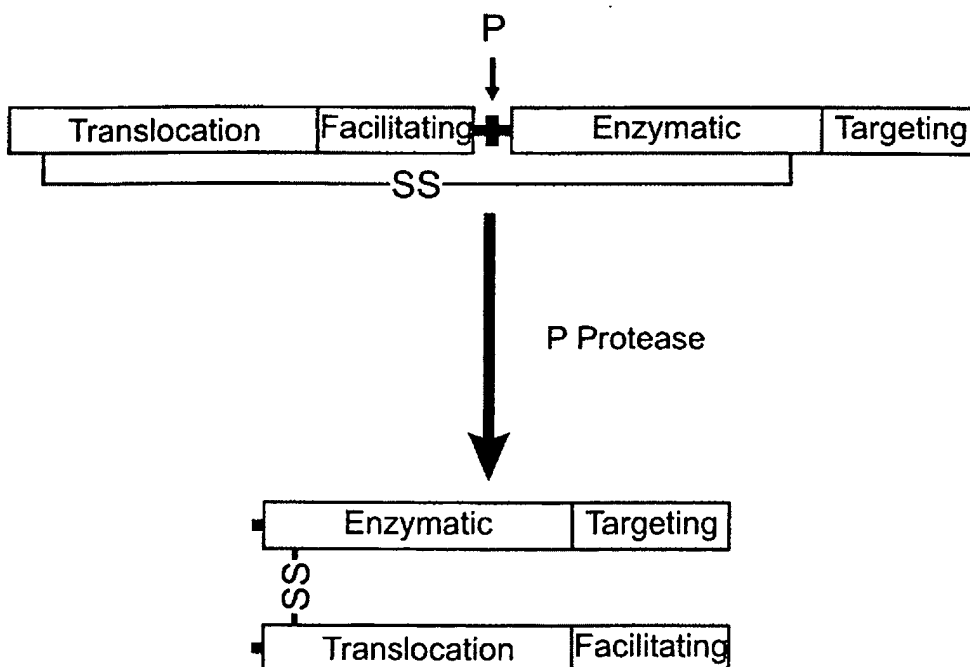 P
Translocation Facilitating Enzymatic Targeting
SS
P Protease
Enzymatic Targeting
SS
Translocation Facilitating